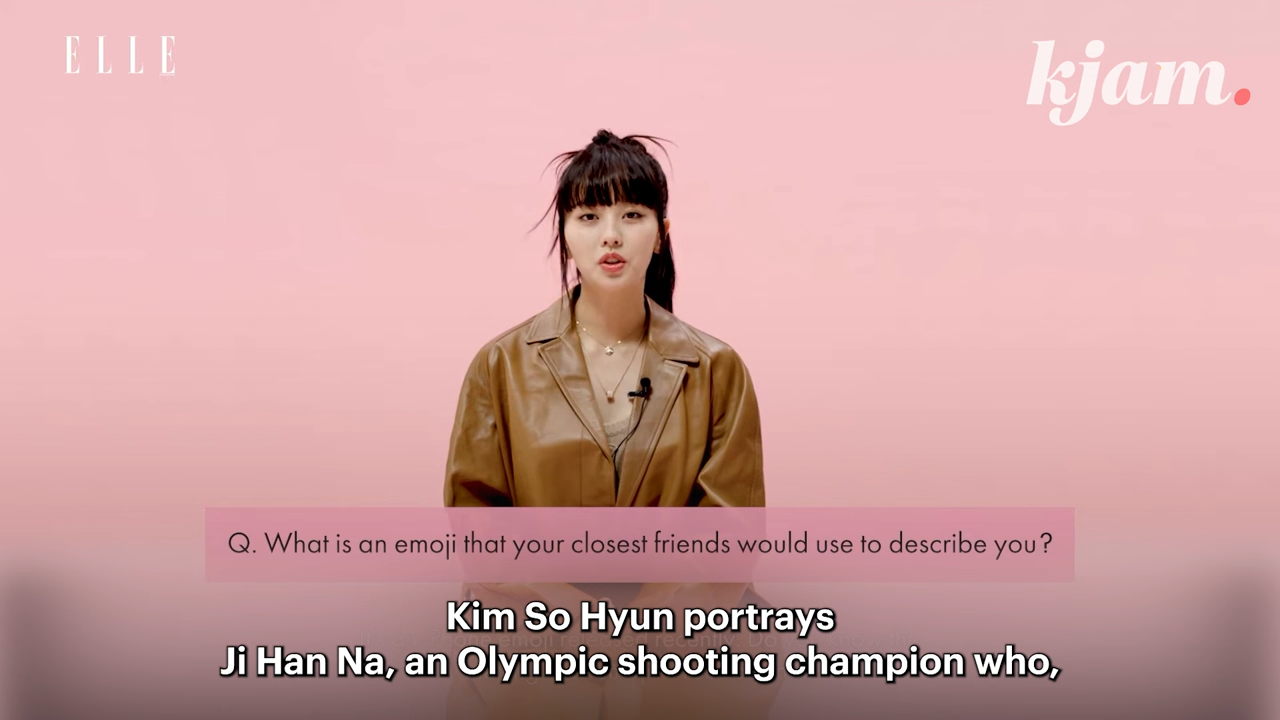 ELLE
kjam.
Q. What is an emoji that your closest friends would use to describe you?
Kim So Hyun portrays
Ji Han Na, an Olympic shooting champion who,